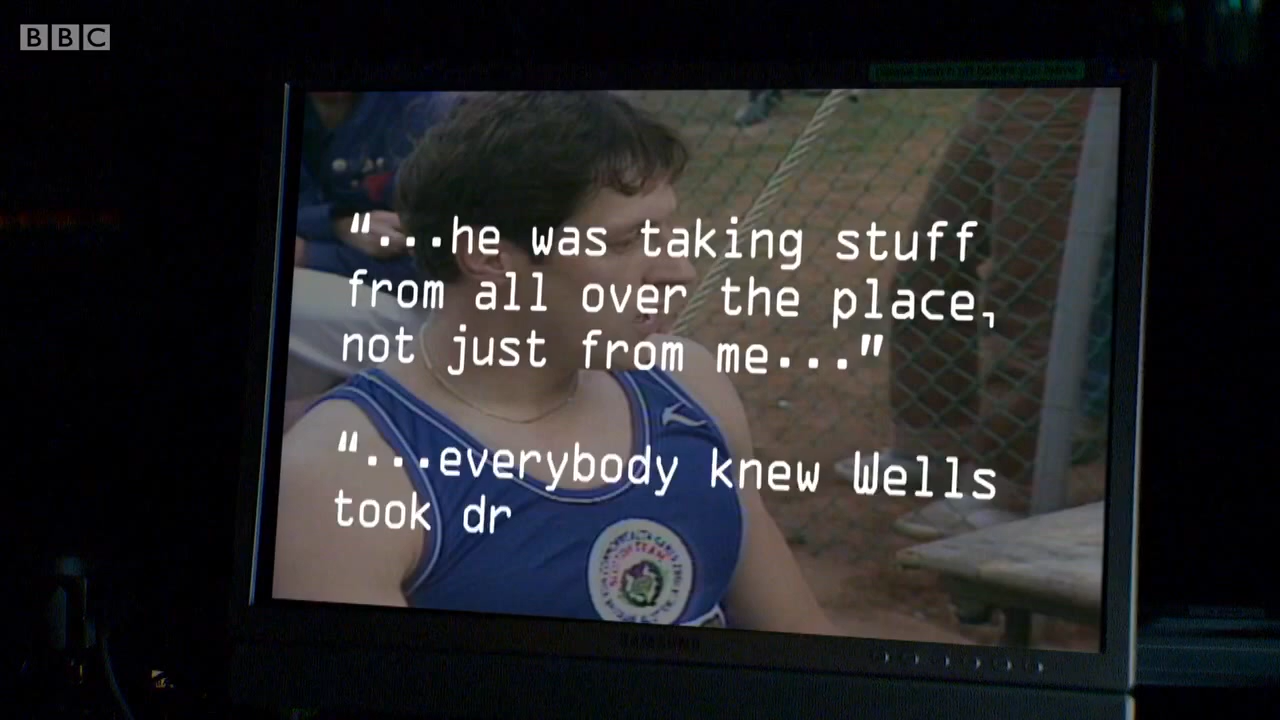 BBC
"...he was taking stuff
from all over the place,
not just from me..."
"...everybody knew Wells
took dr
SAMSUNG